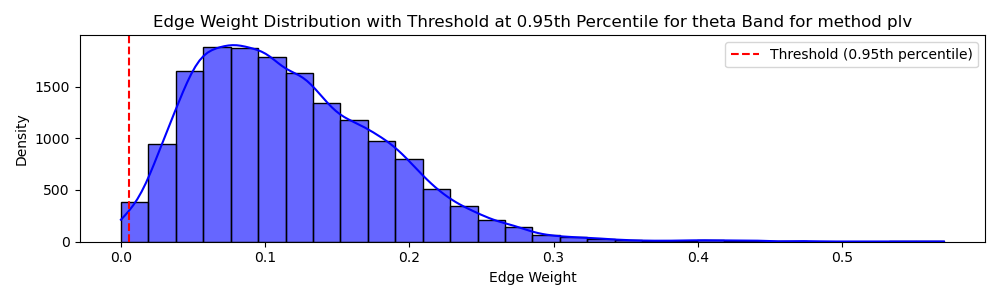 Edge Weight Distribution with Threshold at 0.95th Percentile for theta Band for method plv
Threshold (0.95th percentile)
Density
1500
1000
500
0
0.0 0.1 0.2 0.3 0.4 0.5
Edge Weight